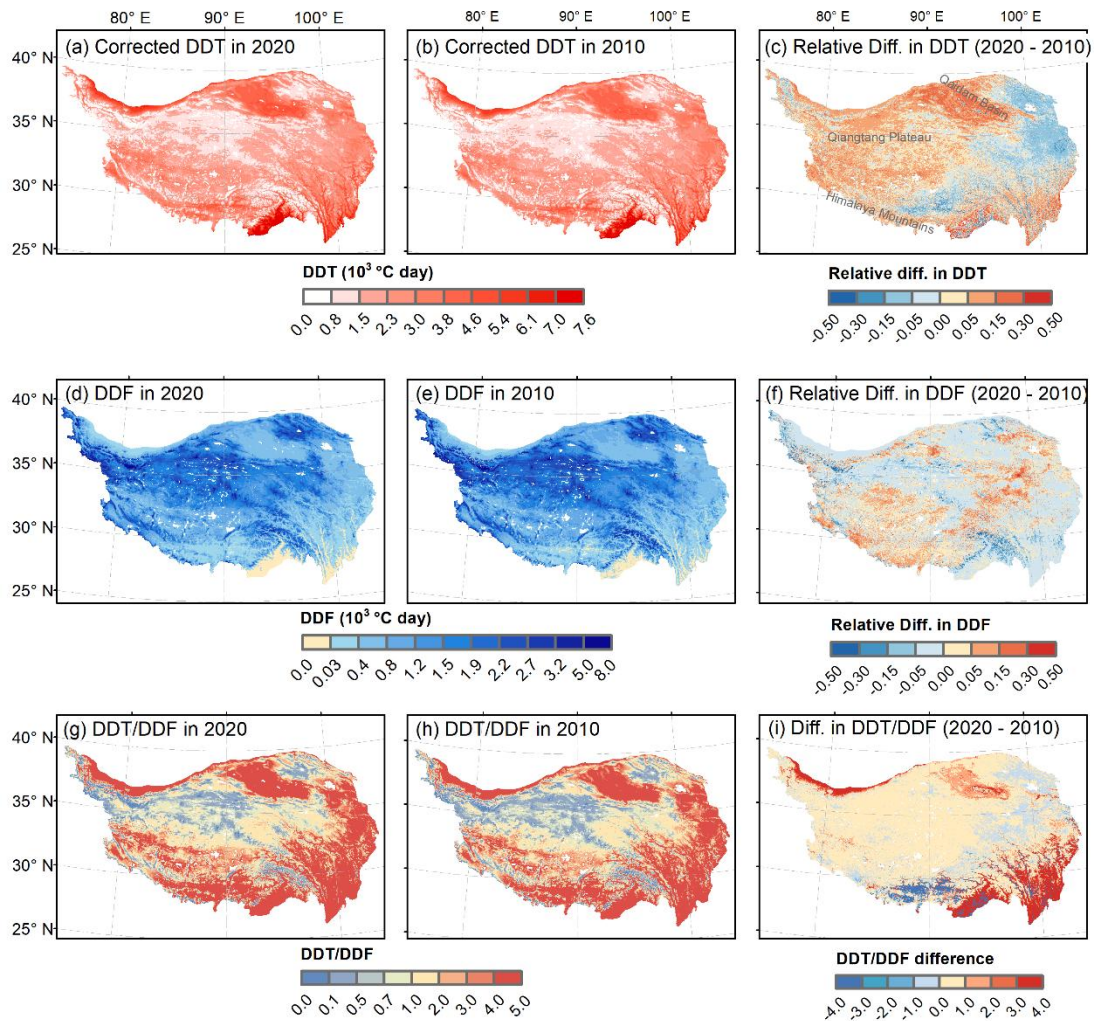 80° E 90° E 100° E 80° E 90° E 100° E 80° E 90° E 100° E
(a) Corrected DDT in 2020
(b) Corrected DDT in 2010
(c) Relative Diff. in DDT (2020 - 2010)
40° N
35° N
30° N
25° N
Qaidam Basin
Qiangtang Plateau
Himalaya Mountains
DDT (10³ °C day)
0.0 0.8 1.5 2.3 3.0 3.8 4.6 5.4 6.1 7.0 7.6
Relative diff. in DDT
-0.50 -0.30 -0.15 -0.05 0.00 0.05 0.15 0.30 0.50
(d) DDF in 2020
(e) DDF in 2010
(f) Relative Diff. in DDF (2020 - 2010)
40° N
35° N
30° N
25° N
DDF (10³ °C day)
0.0 0.03 0.4 0.8 1.2 1.5 1.9 2.2 2.7 3.2 5.0 8.0
Relative Diff. in DDF
-0.50 -0.30 -0.15 -0.05 0.00 0.05 0.15 0.30 0.50
(g) DDT/DDF in 2020
(h) DDT/DDF in 2010
(i) Diff. in DDT/DDF (2020 - 2010)
40° N
35° N
30° N
25° N
DDT/DDF
0.0 0.1 0.5 0.7 1.0 2.0 3.0 4.0 5.0
DDT/DDF difference
-4.0 -3.0 -2.0 -1.0 0.0 1.0 2.0 3.0 4.0